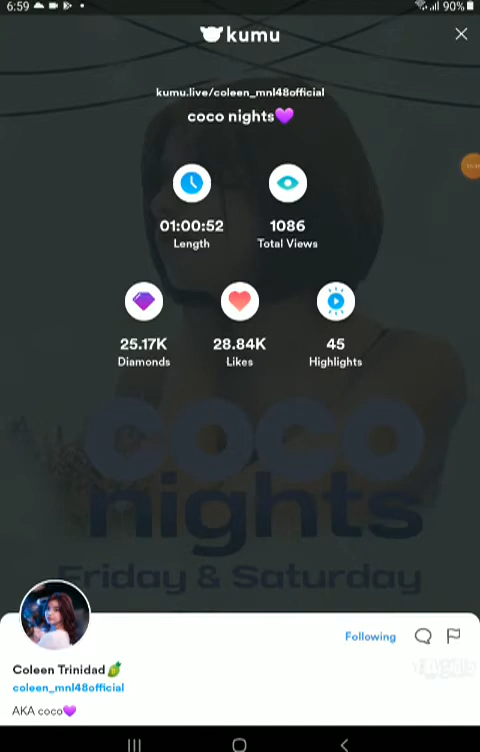 6:59
90%
kumu
kumu.live/coleen_mnl48official
coco nights💜
01:00:52
Length
1086
Total Views
25.17K
Diamonds
28.84K
Likes
45
Highlights
coco
nights
Friday & Saturday
Following
Coleen Trinidad🍍
coleen_mnl48official
AKA coco💜